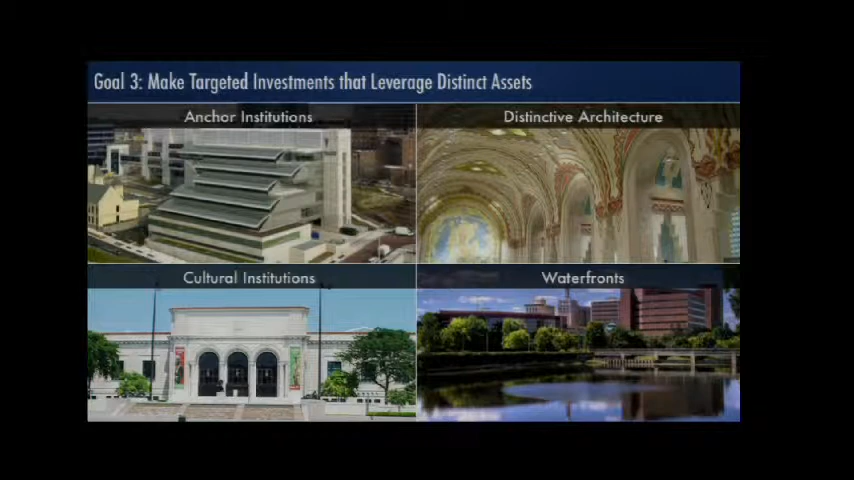 Goal 3: Make Targeted Investments that Leverage Distinct Assets
Anchor Institutions
Distinctive Architecture
Cultural Institutions
Waterfronts